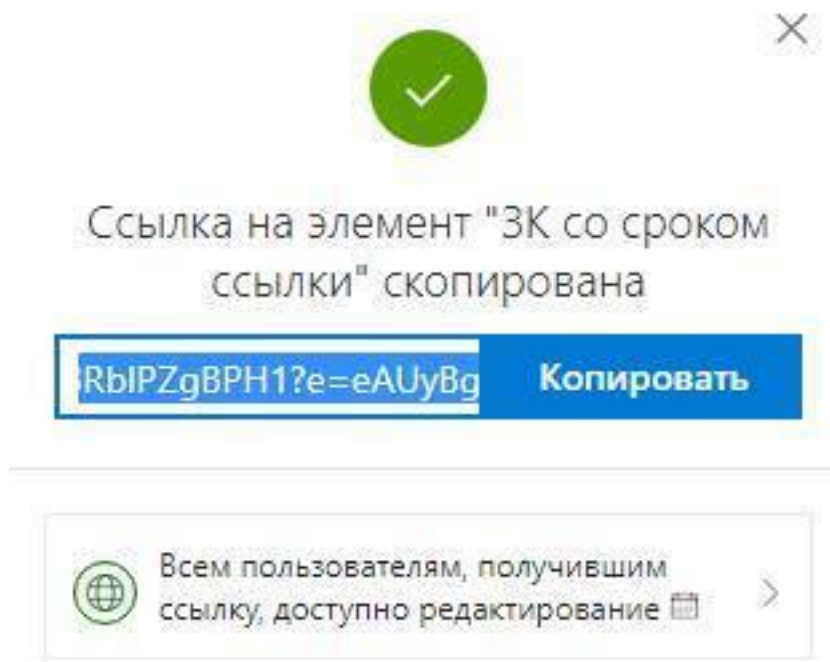 Ссылка на элемент "ЗК со сроком
ссылки" скопирована
RbIPZgBPH1?e=eAUyBg
Копировать
Всем пользователям, получившим
ссылку, доступно редактирование